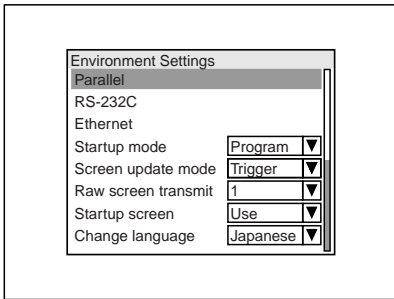 Environment Settings
Parallel
RS-232C
Ethernet
Startup mode Program
Screen update mode Trigger
Raw screen transmit 1
Startup screen Use
Change language Japanese